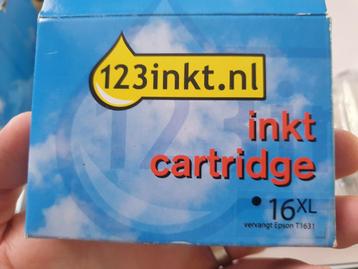 123inkt.nl
inkt
cartridge
16XL
vervangt Epson T1631